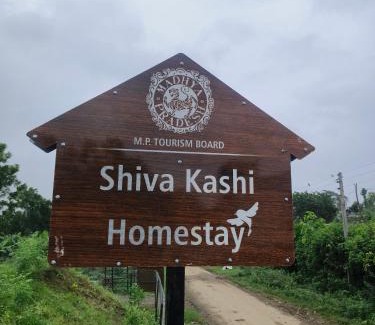 MADHYA
PRADESH
M.P. TOURISM BOARD
Shiva Kashi
Homestay